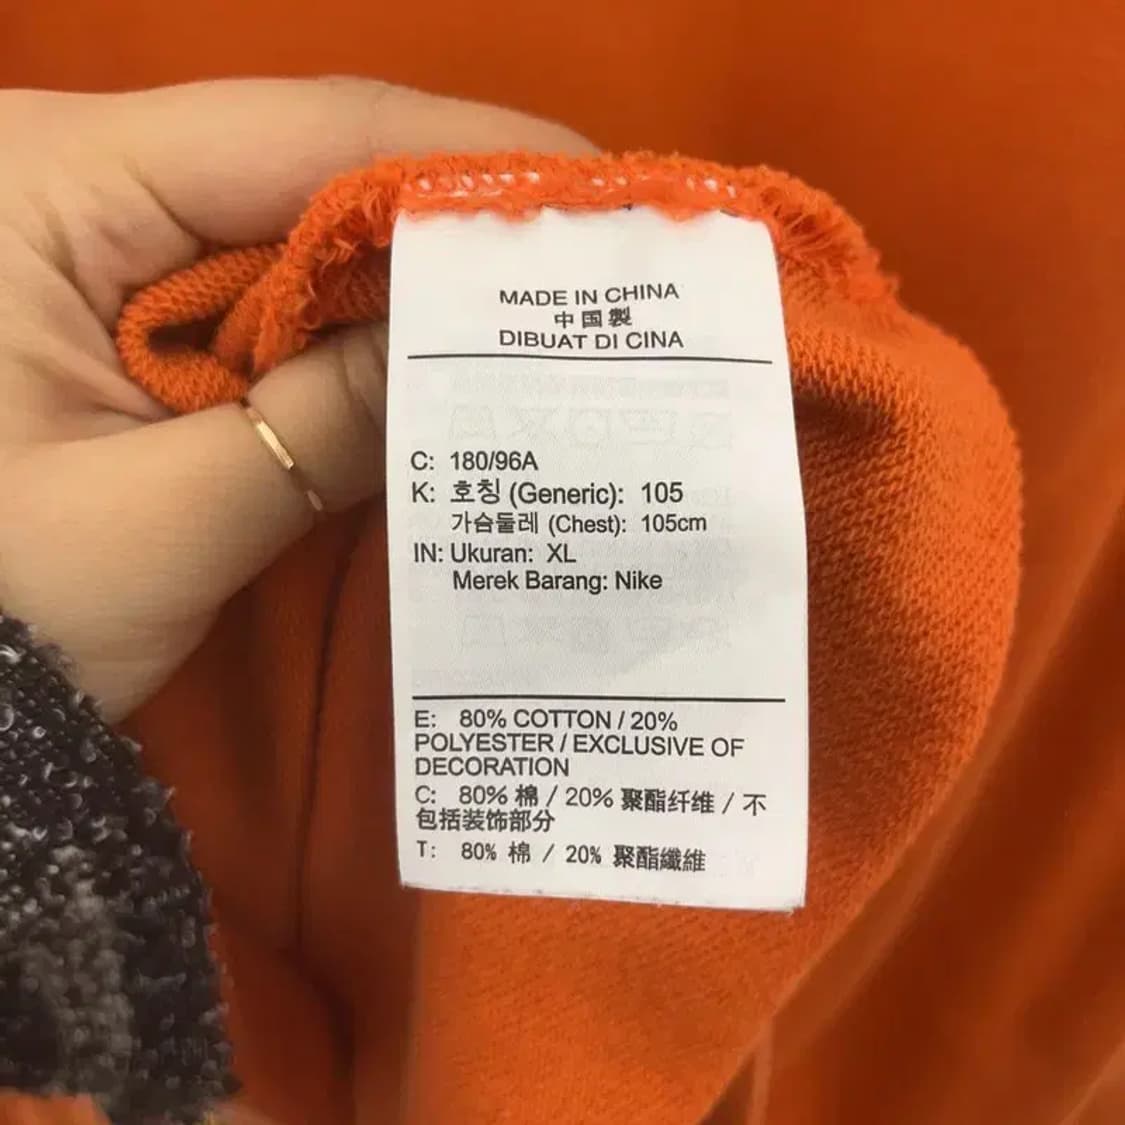 MADE IN CHINA
中国製
DIBUAT DI CINA
C: 180/96A
K: 호칭 (Generic): 105
가슴둘레 (Chest): 105cm
IN: Ukuran: XL
Merek Barang: Nike
E: 80% COTTON / 20%
POLYESTER / EXCLUSIVE OF
DECORATION
C: 80% 棉 / 20% 聚酯纤维 / 不
包括装饰部分
T: 80% 棉 / 20% 聚酯纖維